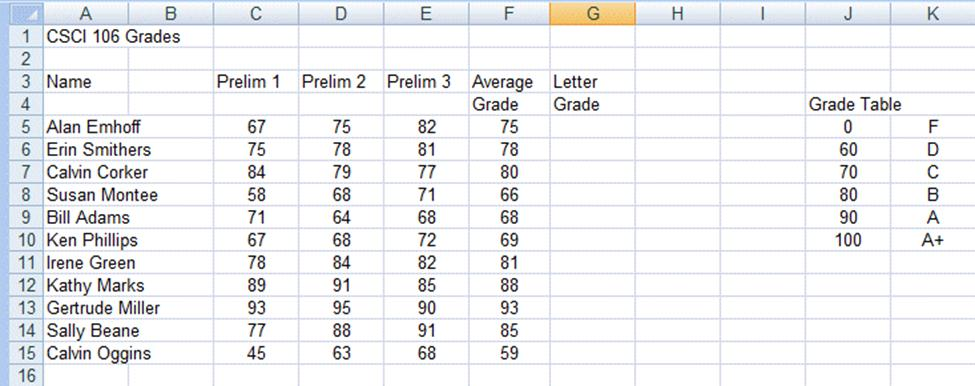 A B C D E F G H I J K
1 CSCI 106 Grades
2
3 Name Prelim 1 Prelim 2 Prelim 3 Average Letter
4 Grade Grade Grade Table
5 Alan Emhoff 67 75 82 75 0 F
6 Erin Smithers 75 78 81 78 60 D
7 Calvin Corker 84 79 77 80 70 C
8 Susan Montee 58 68 71 66 80 B
9 Bill Adams 71 64 68 68 90 A
10 Ken Phillips 67 68 72 69 100 A+
11 Irene Green 78 84 82 81
12 Kathy Marks 89 91 85 88
13 Gertrude Miller 93 95 90 93
14 Sally Beane 77 88 91 85
15 Calvin Oggins 45 63 68 59
16